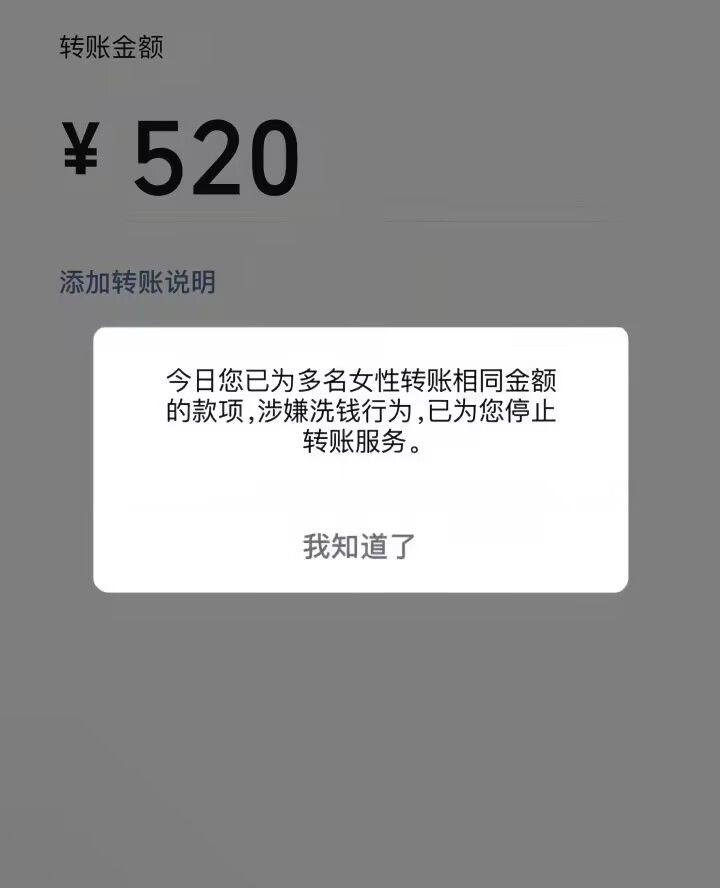 转账金额
¥ 520
添加转账说明
今日您已为多名女性转账相同金额
的款项,涉嫌洗钱行为,已为您停止
转账服务。
我知道了